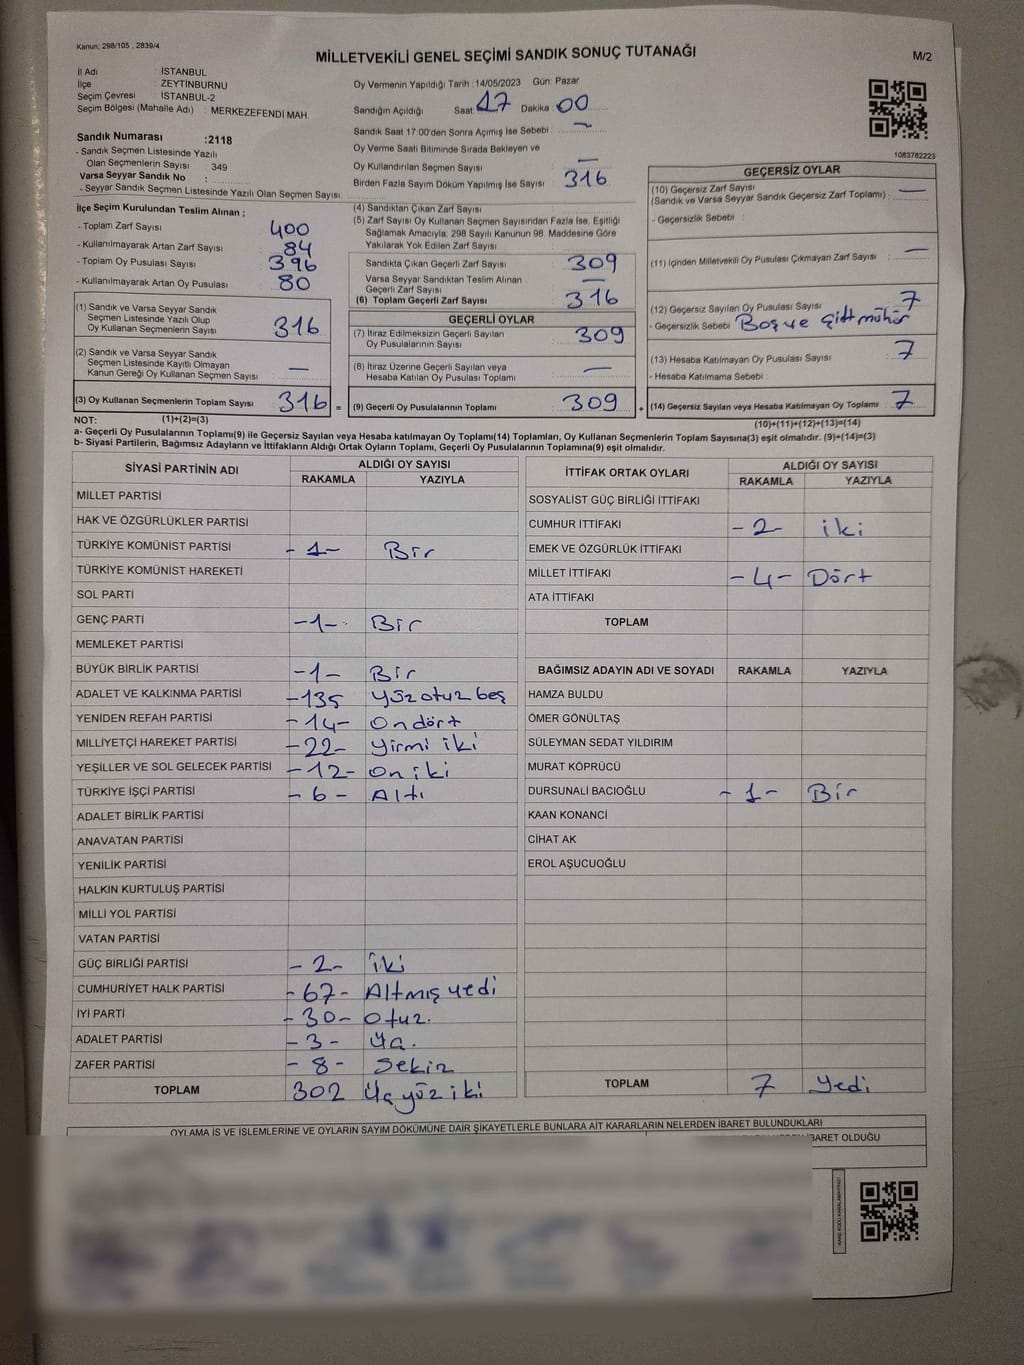 Kanun; 298/105 , 2839/4
MİLLETVEKİLİ GENEL SEÇİMİ SANDIK SONUÇ TUTANAĞI
M/2
İl Adı : İSTANBUL
İlçe : ZEYTİNBURNU
Seçim Çevresi : İSTANBUL-2
Seçim Bölgesi (Mahalle Adı) : MERKEZEFENDİ MAH.
Sandık Numarası :2118
- Sandık Seçmen Listesinde Yazılı
Olan Seçmenlerin Sayısı : 349
Varsa Seyyar Sandık No :
- Seyyar Sandık Seçmen Listesinde Yazılı Olan Seçmen Sayısı:
Oy Vermenin Yapıldığı Tarih : 14/05/2023 Gün: Pazar
Sandığın Açıldığı Saat 17 Dakika 00
Sandık Saat 17:00'den Sonra Açımış İse Sebebi : —
Oy Verme Saati Bitiminde Sırada Bekleyen ve
Oy Kullandırılan Seçmen Sayısı —
Birden Fazla Sayım Döküm Yapılmış İse Sayısı 316
1083782223
İlçe Seçim Kurulundan Teslim Alınan ;
- Toplam Zarf Sayısı : 400
- Kullanılmayarak Artan Zarf Sayısı : 84
- Toplam Oy Pusulası Sayısı : 396
- Kullanılmayarak Artan Oy Pusulası : 80
(1) Sandık ve Varsa Seyyar Sandık
Seçmen Listesinde Yazılı Olup
Oy Kullanan Seçmenlerin Sayısı : 316
(2) Sandık ve Varsa Seyyar Sandık
Seçmen Listesinde Kayıtlı Olmayan
Kanun Gereği Oy Kullanan Seçmen Sayısı : —
(3) Oy Kullanan Seçmenlerin Toplam Sayısı : 316 =
(4) Sandıktan Çıkan Zarf Sayısı
(5) Zarf Sayısı Oy Kullanan Seçmen Sayısından Fazla İse, Eşitliği
Sağlamak Amacıyla; 298 Sayılı Kanunun 98. Maddesine Göre
Yakılarak Yok Edilen Zarf Sayısı
Sandıkta Çıkan Geçerli Zarf Sayısı : 309
Varsa Seyyar Sandıktan Teslim Alınan
Geçerli Zarf Sayısı —
(6) Toplam Geçerli Zarf Sayısı : 316
GEÇERLİ OYLAR
(7) İtiraz Edilmeksizin Geçerli Sayılan
Oy Pusulalarının Sayısı : 309
(8) İtiraz Üzerine Geçerli Sayılan veya
Hesaba Katılan Oy Pusulası Toplamı : —
(9) Geçerli Oy Pusulalarının Toplamı : 309 +
GEÇERSİZ OYLAR
(10) Geçersiz Zarf Sayısı
(Sandık ve Varsa Seyyar Sandık Geçersiz Zarf Toplamı) : —
- Geçersizlik Sebebi :
(11) İçinden Milletvekili Oy Pusulası Çıkmayan Zarf Sayısı : —
(12) Geçersiz Sayılan Oy Pusulası Sayısı : 7
- Geçersizlik Sebebi Boş ve Çift mühür
(13) Hesaba Katılmayan Oy Pusulası Sayısı : 7
- Hesaba Katılmama Sebebi :
(14) Geçersiz Sayılan veya Hesaba Katılmayan Oy Toplamı : 7
NOT: (1)+(2)=(3)
(10)+(11)+(12)+(13)=(14)
a- Geçerli Oy Pusulalarının Toplamı(9) ile Geçersiz Sayılan veya Hesaba katılmayan Oy Toplamı(14) Toplamları, Oy Kullanan Seçmenlerin Toplam Sayısına(3) eşit olmalıdır. (9)+(14)=(3)
b- Siyasi Partilerin, Bağımsız Adayların ve İttifakların Aldığı Ortak Oyların Toplamı, Geçerli Oy Pusulalarının Toplamına(9) eşit olmalıdır.
SİYASİ PARTİNİN ADI ALDIĞI OY SAYISI
RAKAMLA YAZIYLA
MİLLET PARTİSİ
HAK VE ÖZGÜRLÜKLER PARTİSİ
TÜRKİYE KOMÜNİST PARTİSİ -1- Bir
TÜRKİYE KOMÜNİST HAREKETİ
SOL PARTİ
GENÇ PARTİ -1- Bir
MEMLEKET PARTİSİ
BÜYÜK BİRLİK PARTİSİ -1- Bir
ADALET VE KALKINMA PARTİSİ -135 Yüz otuz beş
YENİDEN REFAH PARTİSİ -14- On dört
MİLLİYETÇİ HAREKET PARTİSİ -22- Yirmi iki
YEŞİLLER VE SOL GELECEK PARTİSİ -12- On iki
TÜRKİYE İŞÇİ PARTİSİ -6- Altı
ADALET BİRLİK PARTİSİ
ANAVATAN PARTİSİ
YENİLİK PARTİSİ
HALKIN KURTULUŞ PARTİSİ
MİLLİ YOL PARTİSİ
VATAN PARTİSİ
GÜÇ BİRLİĞİ PARTİSİ -2- İki
CUMHURİYET HALK PARTİSİ -67- Altmış yedi
İYİ PARTİ -30- Otuz.
ADALET PARTİSİ -3- Üç.
ZAFER PARTİSİ -8- Sekiz
TOPLAM 302 Üç yüz iki
İTTİFAK ORTAK OYLARI ALDIĞI OY SAYISI
RAKAMLA YAZIYLA
SOSYALİST GÜÇ BİRLİĞİ İTTİFAKI
CUMHUR İTTİFAKI -2- iki
EMEK VE ÖZGÜRLÜK İTTİFAKI
MİLLET İTTİFAKI -4- Dört
ATA İTTİFAKI
TOPLAM
BAĞIMSIZ ADAYIN ADI VE SOYADI RAKAMLA YAZIYLA
HAMZA BULDU
ÖMER GÖNÜLTAŞ
SÜLEYMAN SEDAT YILDIRIM
MURAT KÖPRÜCÜ
DURSUNALİ BACIOĞLU -1- Bir
KAAN KONANCİ
CİHAT AK
EROL AŞUCUOĞLU
TOPLAM 7 Yedi
OYLAMA İŞ VE İŞLEMLERİNE VE OYLARIN SAYIM DÖKÜMÜNE DAİR ŞİKAYETLERLE BUNLARA AİT KARARLARIN NELERDEN İBARET BULUNDUKLARI
İBARET OLDUĞU